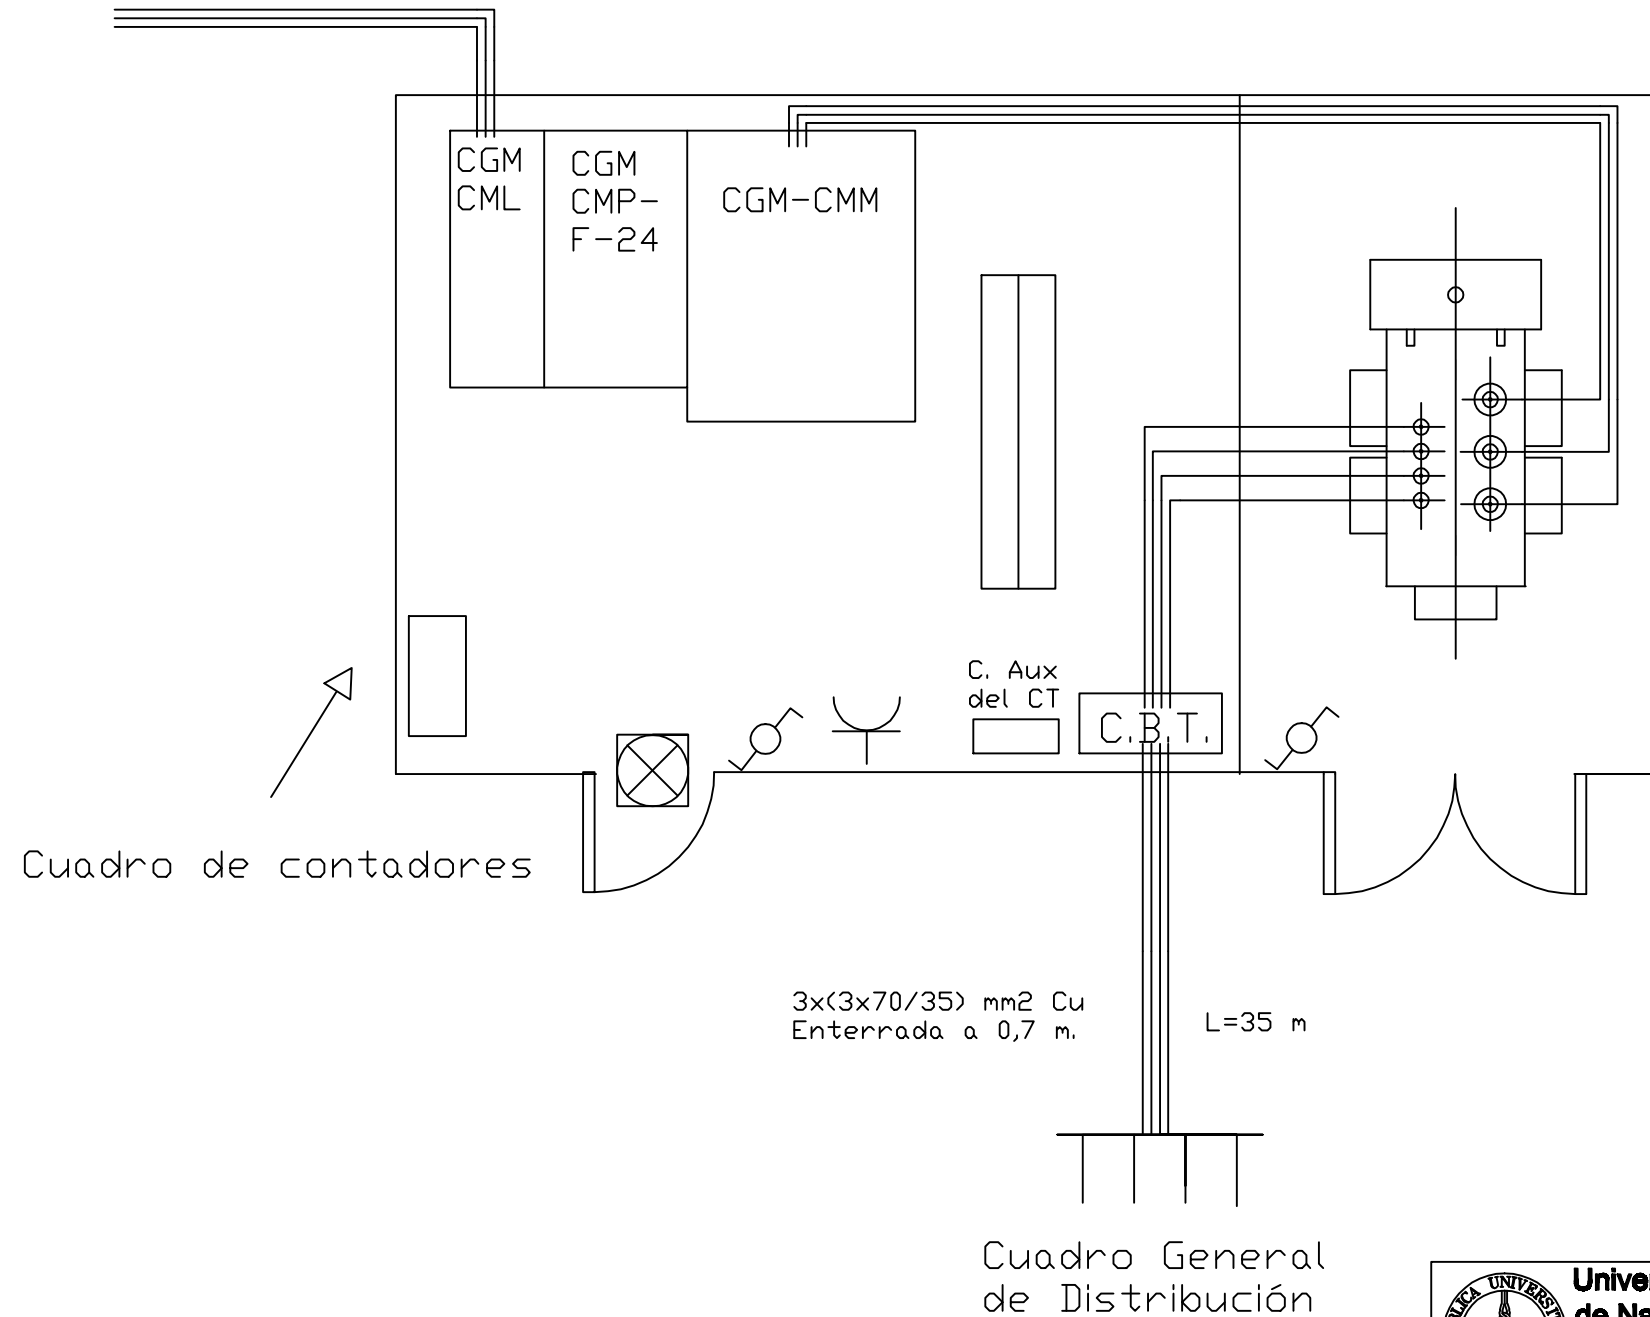 CGM
CML
CGM
CMP-
F-24
CGM-CMM
C. Aux
del CT
C.B.T.
Cuadro de contadores
3x(3x70/35) mm2 Cu
Enterrada a 0,7 m.
L=35 m
Cuadro General
de Distribución